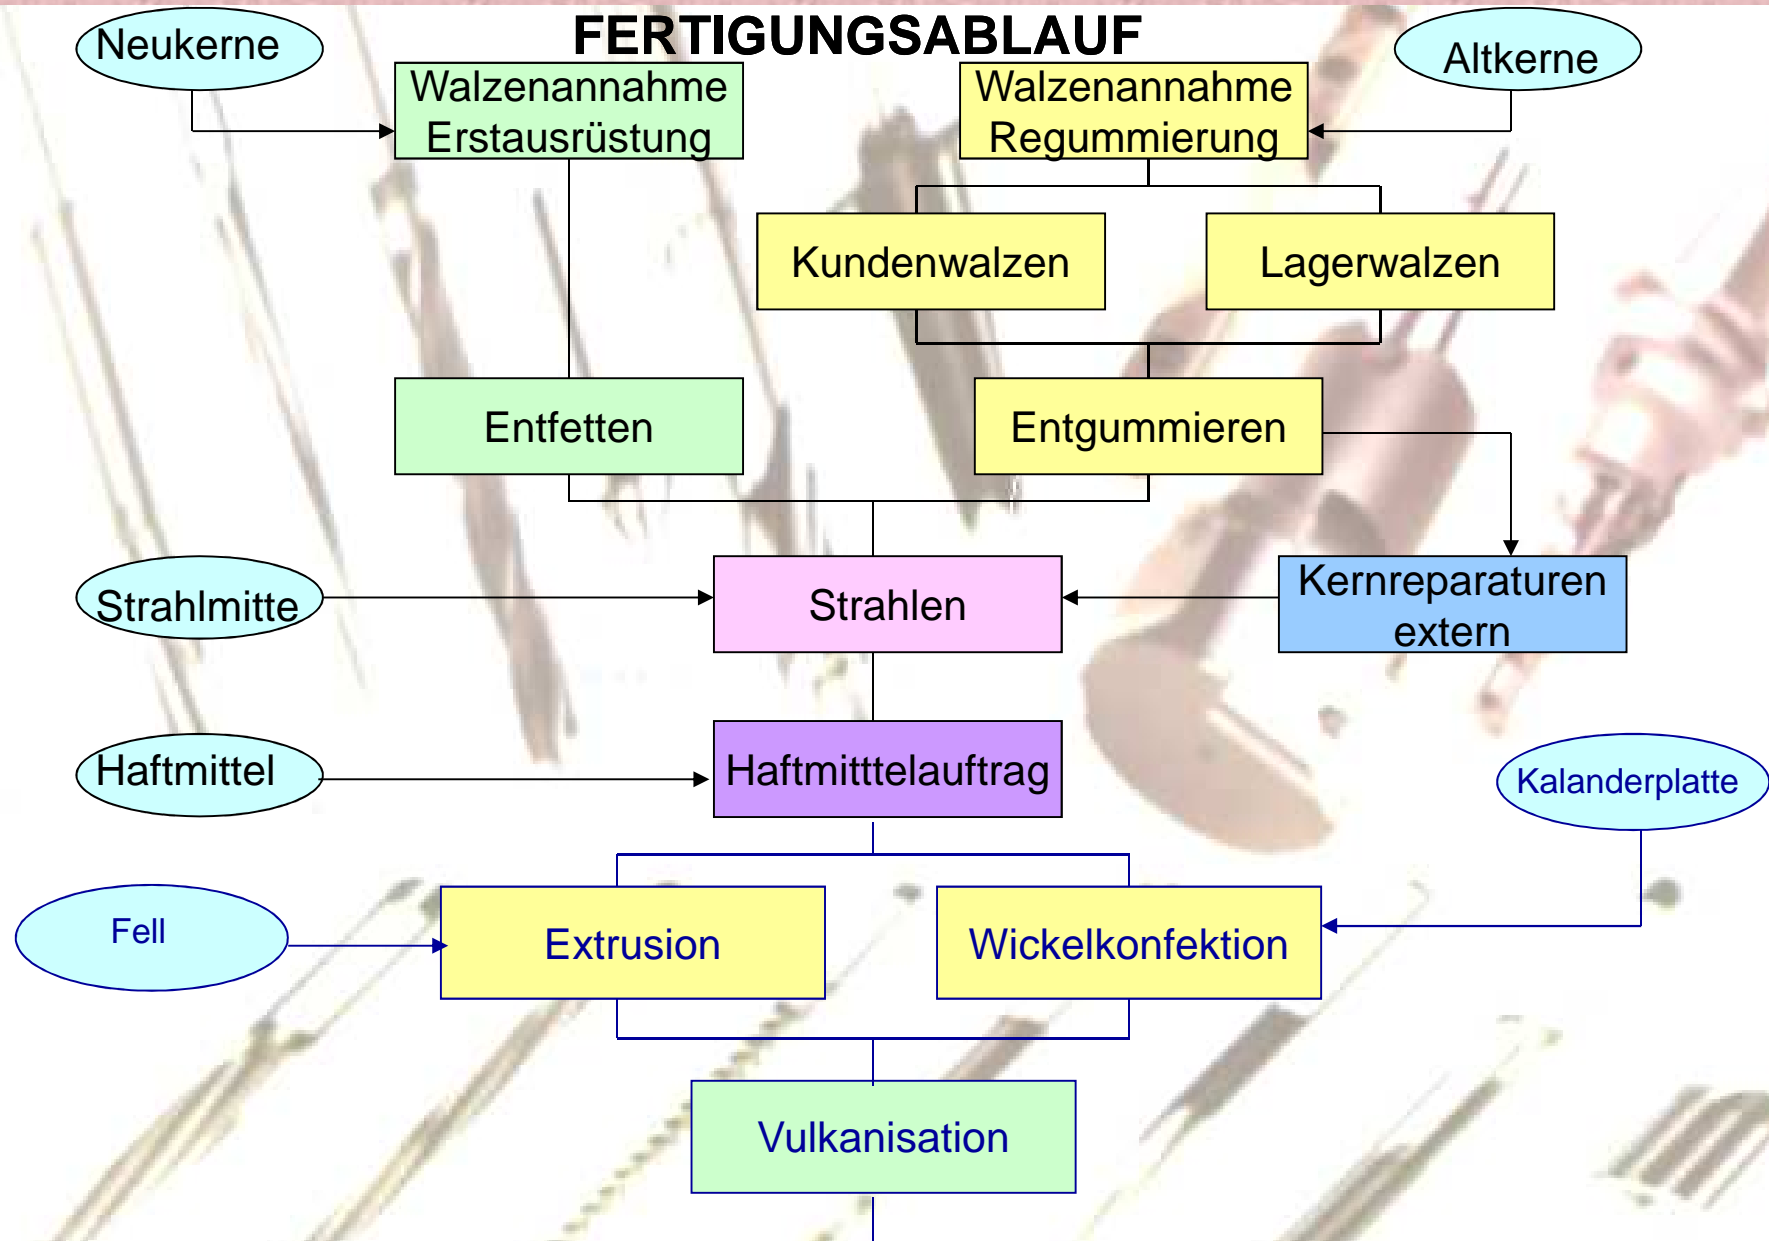 FERTIGUNGSABLAUF
Neukerne
Altkerne
Walzenannahme
Erstausrüstung
Walzenannahme
Regummierung
Kundenwalzen
Lagerwalzen
Entfetten
Entgummieren
Strahlmitte
Strahlen
Kernreparaturen
extern
Haftmittel
Haftmitttelauftrag
Kalanderplatte
Fell
Extrusion
Wickelkonfektion
Vulkanisation